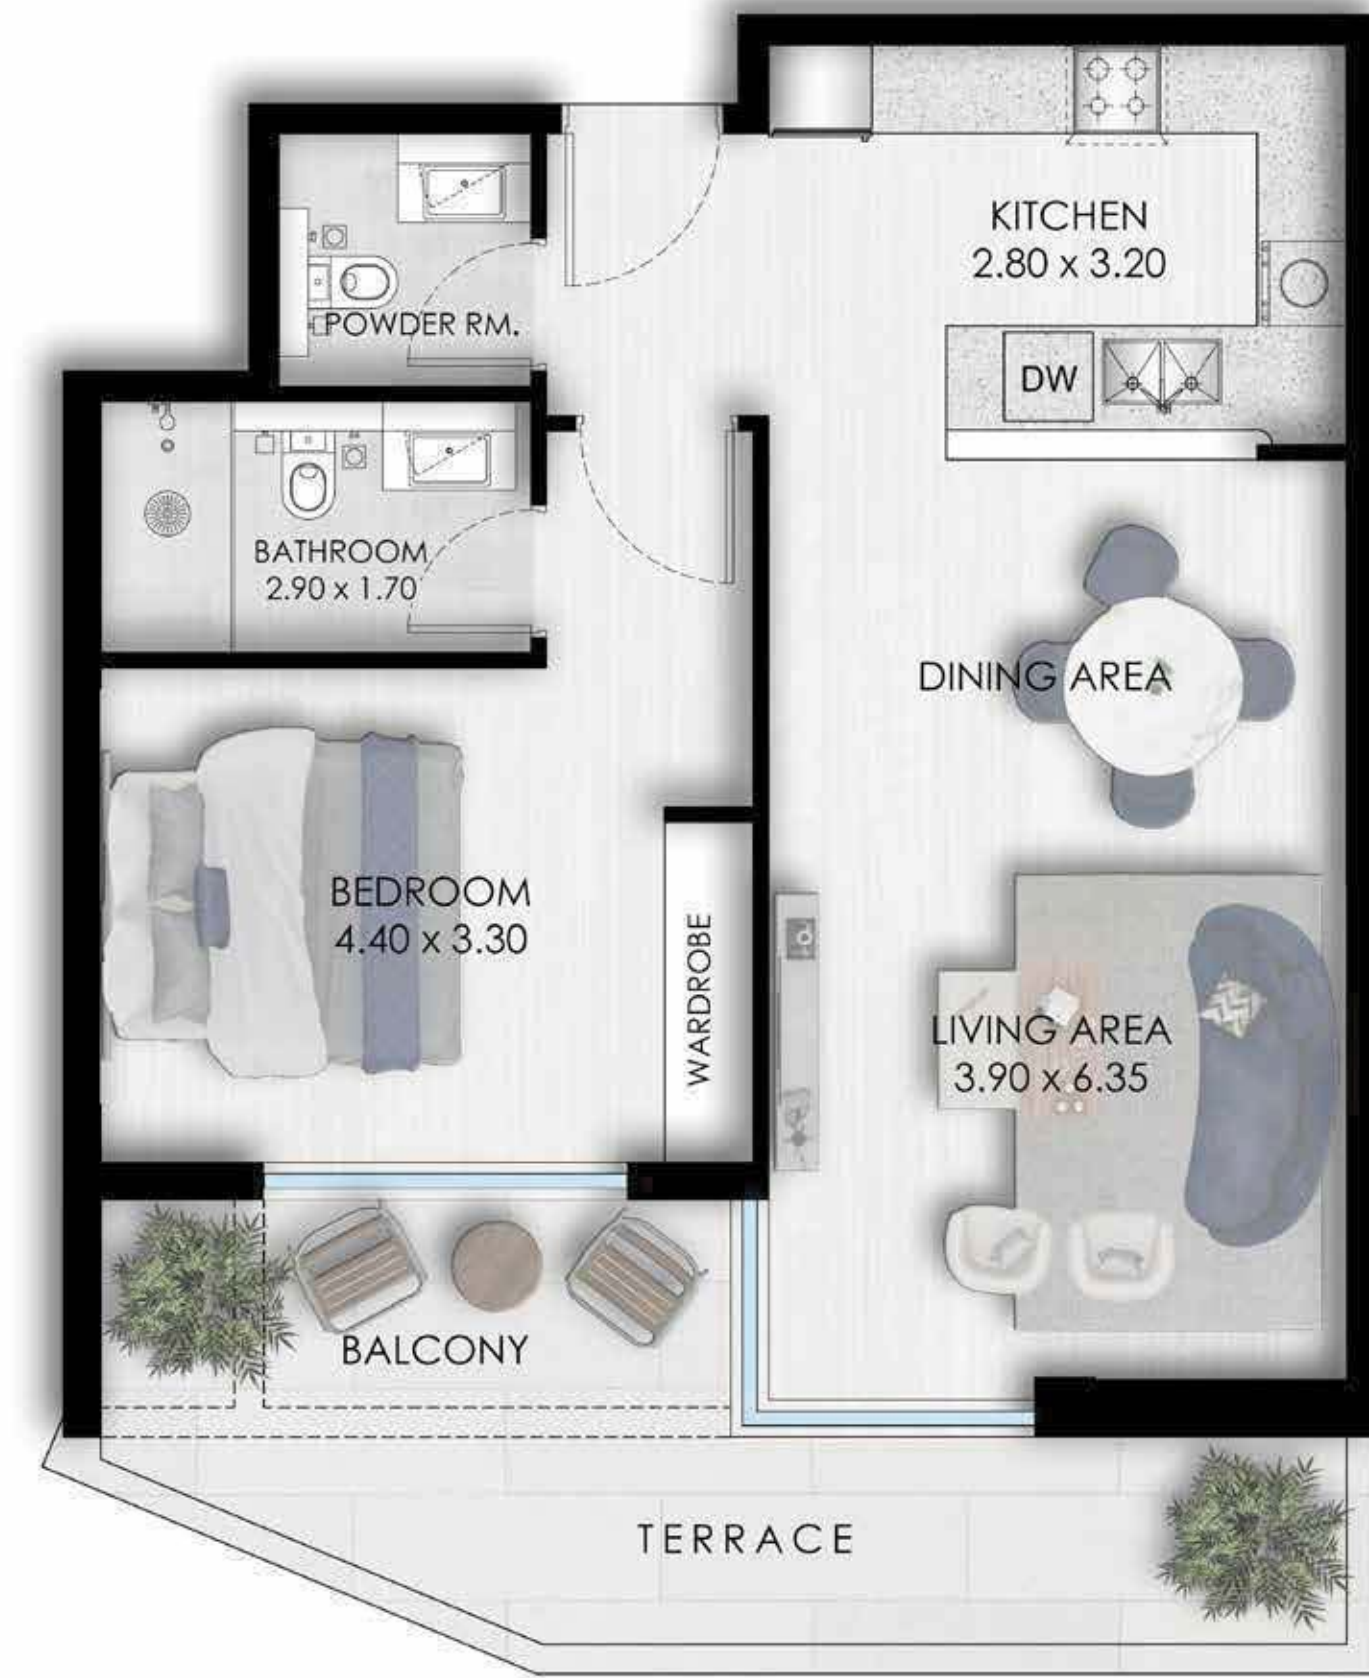 KITCHEN
2.80 x 3.20
POWDER RM.
DW
BATHROOM
2.90 x 1.70
DINING AREA
BEDROOM
4.40 x 3.30
WARDROBE
LIVING AREA
3.90 x 6.35
BALCONY
TERRACE